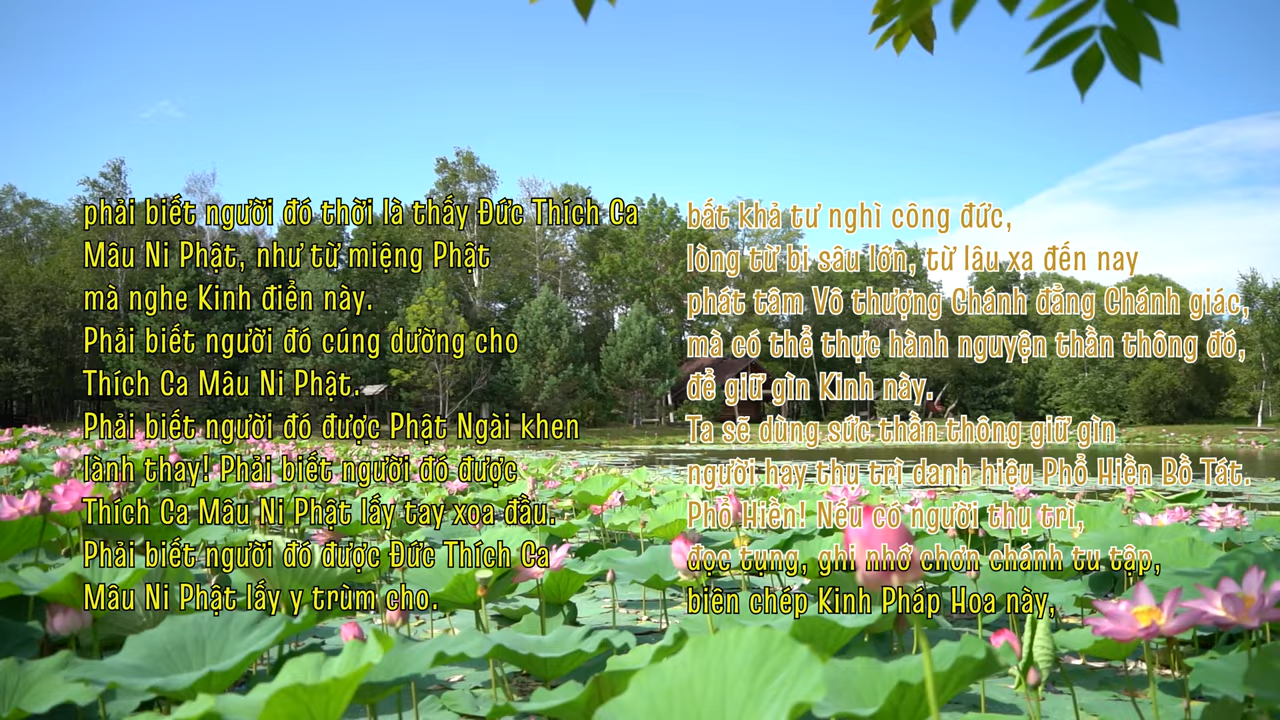 phải biết người đó thời là thấy Đức Thích Ca
Mâu Ni Phật, như từ miệng Phật
mà nghe Kinh điển này.
Phải biết người đó cúng dường cho
Thích Ca Mâu Ni Phật.
Phải biết người đó được Phật Ngài khen
lành thay! Phải biết người đó được
Thích Ca Mâu Ni Phật lấy tay xoa đầu.
Phải biết người đó được Đức Thích Ca
Mâu Ni Phật lấy y trùm cho.
bất khả tư nghì công đức,
lòng từ bi sâu lớn, từ lâu xa đến nay
phát tâm Vô thượng Chánh đẳng Chánh giác,
mà có thể thực hành nguyện thần thông đó,
để giữ gìn Kinh này.
Ta sẽ dùng sức thần thông giữ gìn
người hay thụ trì danh hiệu Phổ Hiền Bồ Tát.
Phổ Hiền! Nếu có người thụ trì,
đọc tụng, ghi nhớ chơn chánh tu tập,
biên chép Kinh Pháp Hoa này,